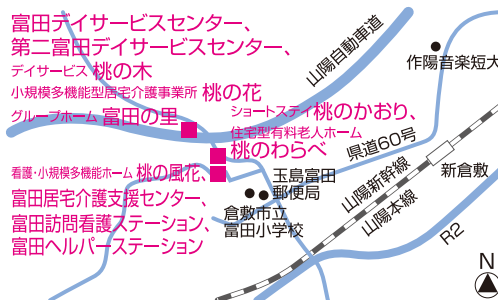 富田デイサービスセンター、
第二富田デイサービスセンター、
デイサービス 桃の木
小規模多機能型居宅介護事業所 桃の花
グループホーム 富田の里
ショートステイ桃のかおり、
住宅型有料老人ホーム
桃のわらべ
看護・小規模多機能ホーム 桃の風花、
富田居宅介護支援センター、
富田訪問看護ステーション、
富田ヘルパーステーション
山陽自動車道
作陽音楽短大
県道60号
新倉敷
玉島富田
郵便局
倉敷市立
富田小学校
山陽新幹線
山陽本線
R2
N